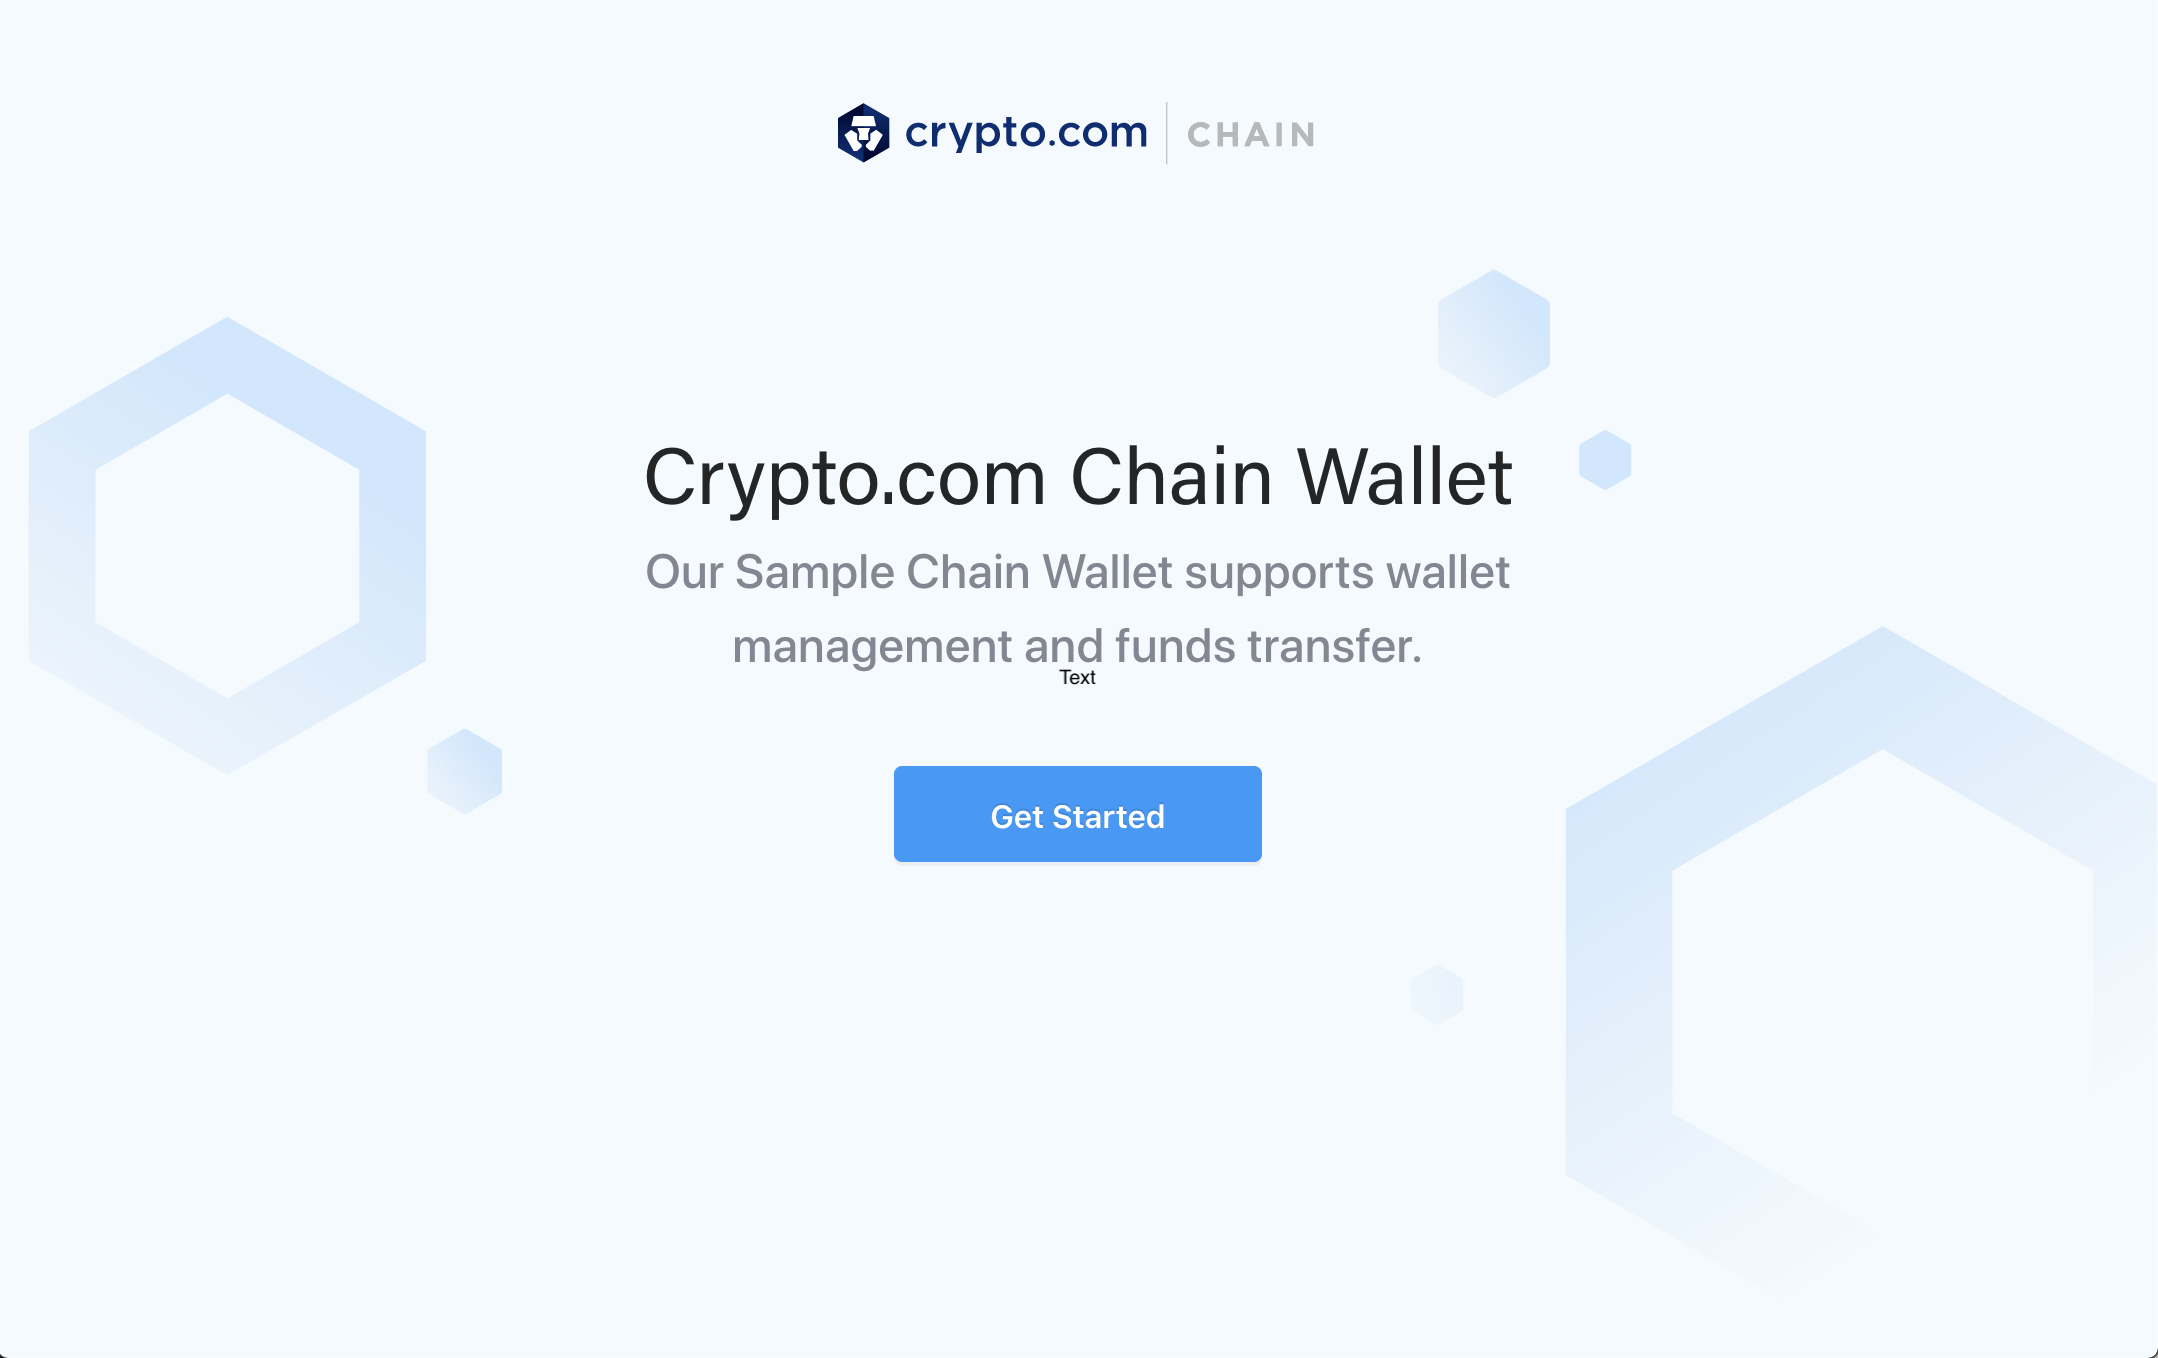 crypto.com CHAIN
Crypto.com Chain Wallet
Our Sample Chain Wallet supports wallet
management and funds transfer.
Text
Get Started